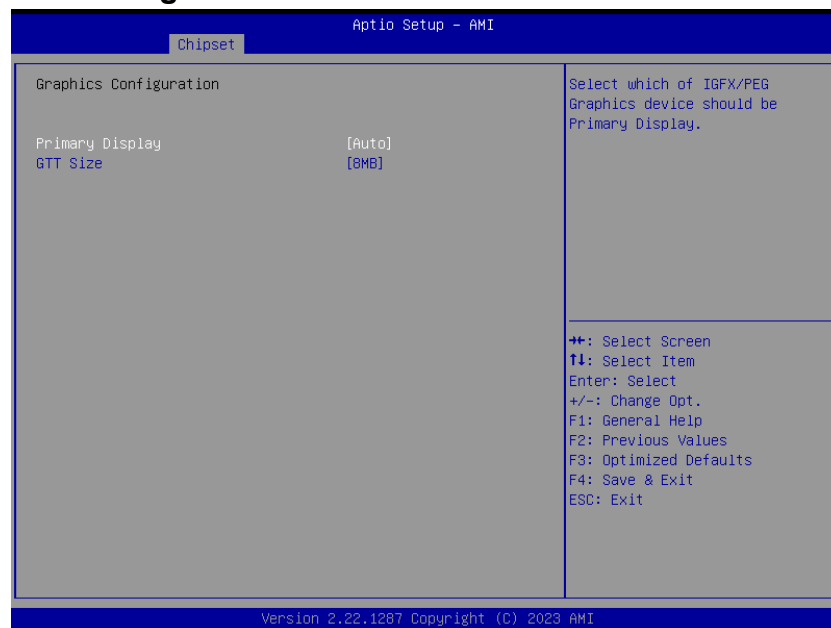 Aptio Setup - AMI
Chipset
Graphics Configuration
Primary Display [Auto]
GTT Size [8MB]
Select which of IGFX/PEG
Graphics device should be
Primary Display.
→←: Select Screen
↑↓: Select Item
Enter: Select
+/-: Change Opt.
F1: General Help
F2: Previous Values
F3: Optimized Defaults
F4: Save & Exit
ESC: Exit
Version 2.22.1287 Copyright (C) 2023 AMI